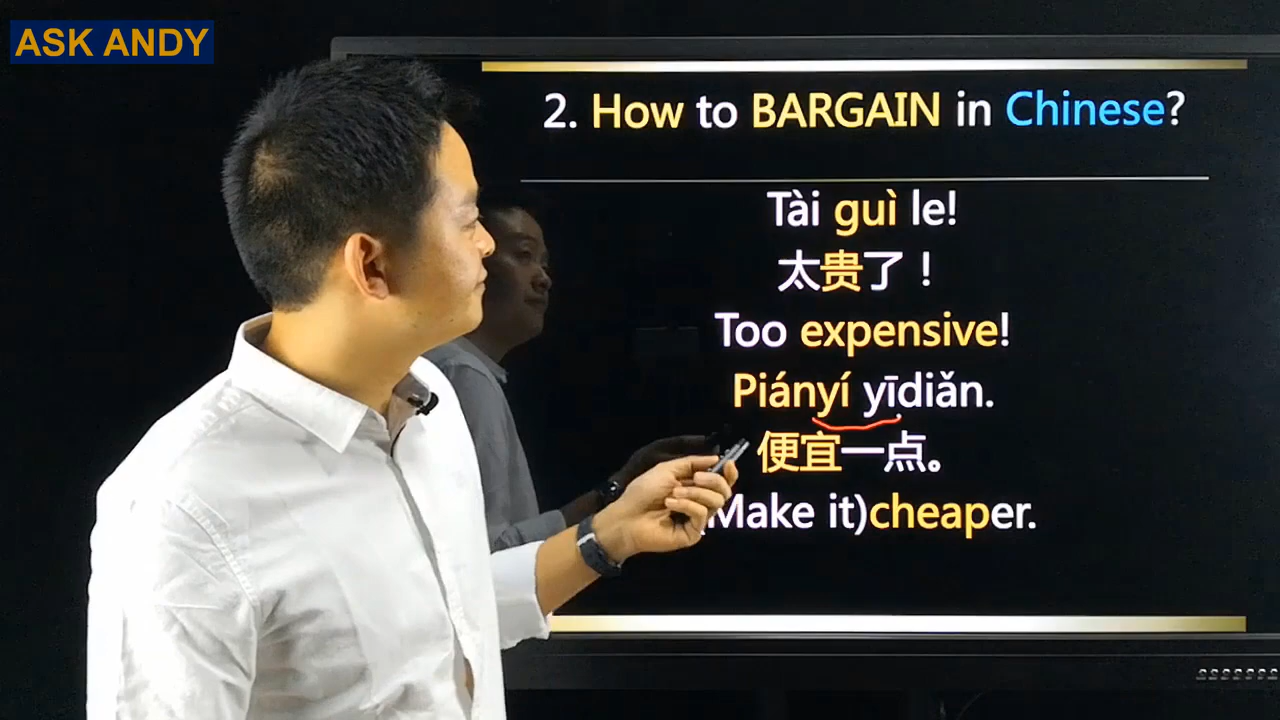 ASK ANDY
2. How to BARGAIN in Chinese?
Tài guì le!
太贵了！
Too expensive!
Piányí yīdiǎn.
便宜一点。
(Make it)cheaper.